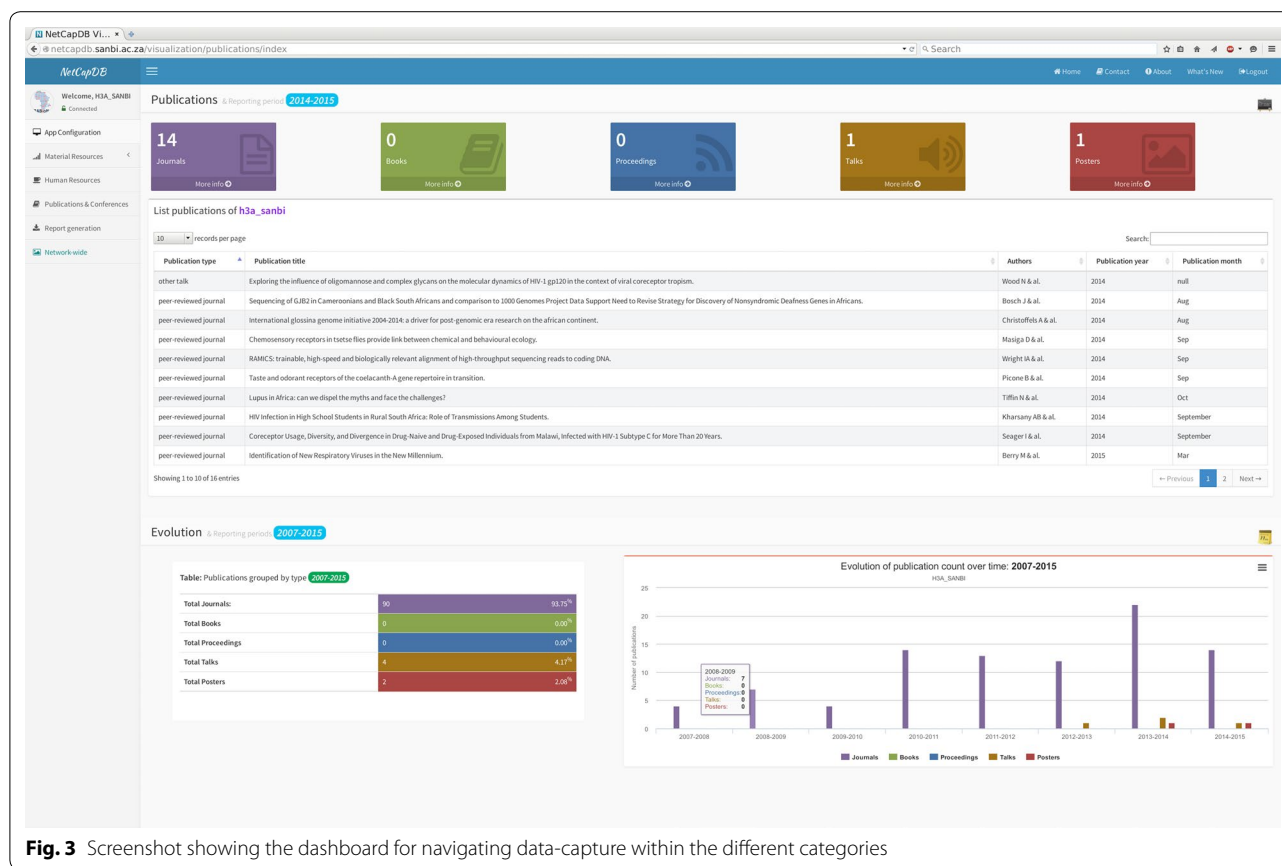 NetCapDB Vi... ×
netcapdb.sanbi.ac.za/visualization/publications/index
Search
NetCapDB
Home Contact About What's New Logout
Welcome, H3A_SANBI
Connected
App Configuration
Material Resources
Human Resources
Publications & Conferences
Report generation
Network-wide
Publications & Reporting period 2014-2015
14
Journals
More info
0
Books
More info
0
Proceedings
More info
1
Talks
More info
1
Posters
More info
List publications of h3a_sanbi
10 records per page
Search:
Publication type Publication title Authors Publication year Publication month
other talk Exploring the influence of oligomannose and complex glycans on the molecular dynamics of HIV-1 gp120 in the context of viral coreceptor tropism. Wood N & al. 2014 null
peer-reviewed journal Sequencing of GJB2 in Cameroonians and Black South Africans and comparison to 1000 Genomes Project Data Support Need to Revise Strategy for Discovery of Nonsyndromic Deafness Genes in Africans. Bosch J & al. 2014 Aug
peer-reviewed journal International glossina genome initiative 2004-2014: a driver for post-genomic era research on the african continent. Christoffels A & al. 2014 Aug
peer-reviewed journal Chemosensory receptors in tsetse flies provide link between chemical and behavioural ecology. Masiga D & al. 2014 Sep
peer-reviewed journal RAMICS: trainable, high-speed and biologically relevant alignment of high-throughput sequencing reads to coding DNA. Wright IA & al. 2014 Sep
peer-reviewed journal Taste and odorant receptors of the coelacanth-A gene repertoire in transition. Picone B & al. 2014 Sep
peer-reviewed journal Lupus in Africa: can we dispel the myths and face the challenges? Tiffin N & al. 2014 Oct
peer-reviewed journal HIV Infection in High School Students in Rural South Africa: Role of Transmissions Among Students. Kharsany AB & al. 2014 September
peer-reviewed journal Coreceptor Usage, Diversity, and Divergence in Drug-Naive and Drug-Exposed Individuals from Malawi, Infected with HIV-1 Subtype C for More Than 20 Years. Seager I & al. 2014 September
peer-reviewed journal Identification of New Respiratory Viruses in the New Millennium. Berry M & al. 2015 Mar
Showing 1 to 10 of 16 entries
← Previous 1 2 Next →
Evolution & Reporting periods 2007-2015
Table: Publications grouped by type 2007-2015
Total Journals: 90 93.75%
Total Books 0 0.00%
Total Proceedings 0 0.00%
Total Talks 4 4.17%
Total Posters 2 2.08%
Evolution of publication count over time: 2007-2015
H3A_SANBI
Number of publications
25
20
15
10
5
0
2008-2009
Journals: 7
Books: 0
Proceedings: 0
Talks: 0
Posters: 0
2007-2008 2008-2009 2009-2010 2010-2011 2011-2012 2012-2013 2013-2014 2014-2015
Journals Books Proceedings Talks Posters
Fig. 3 Screenshot showing the dashboard for navigating data-capture within the different categories